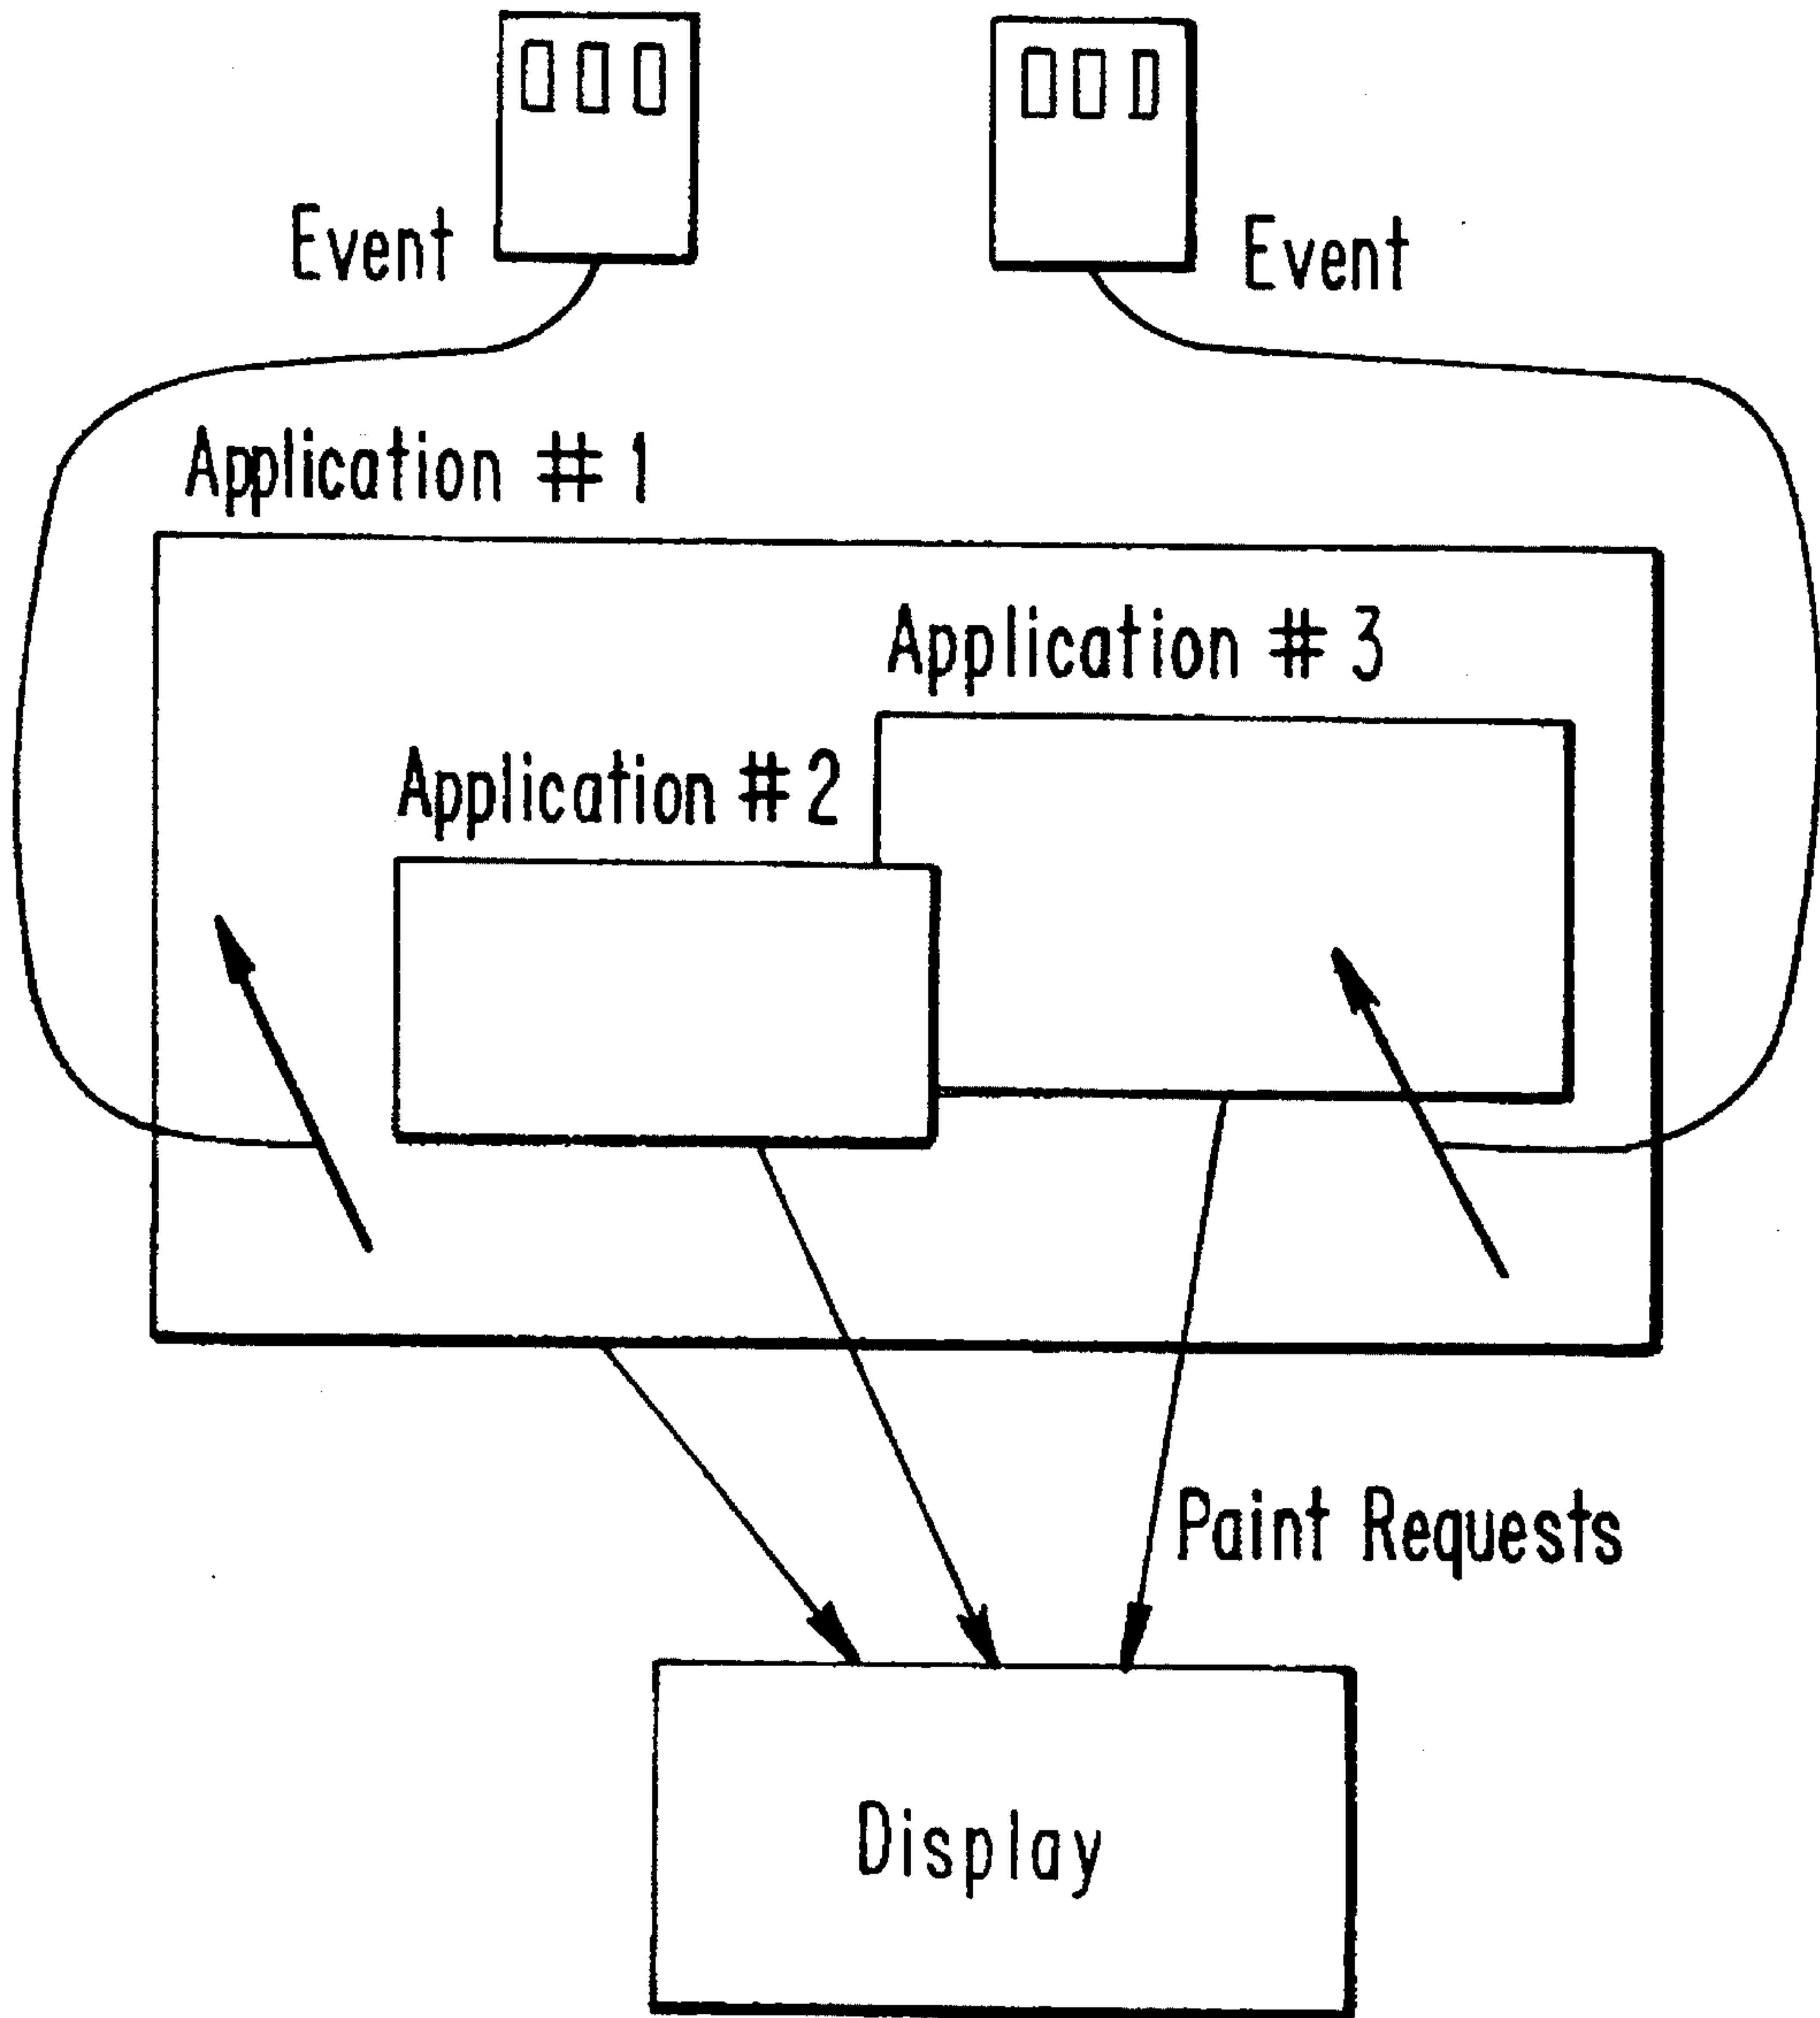 Event
Event
Application # 1
Application # 3
Application # 2
Paint Requests
Display